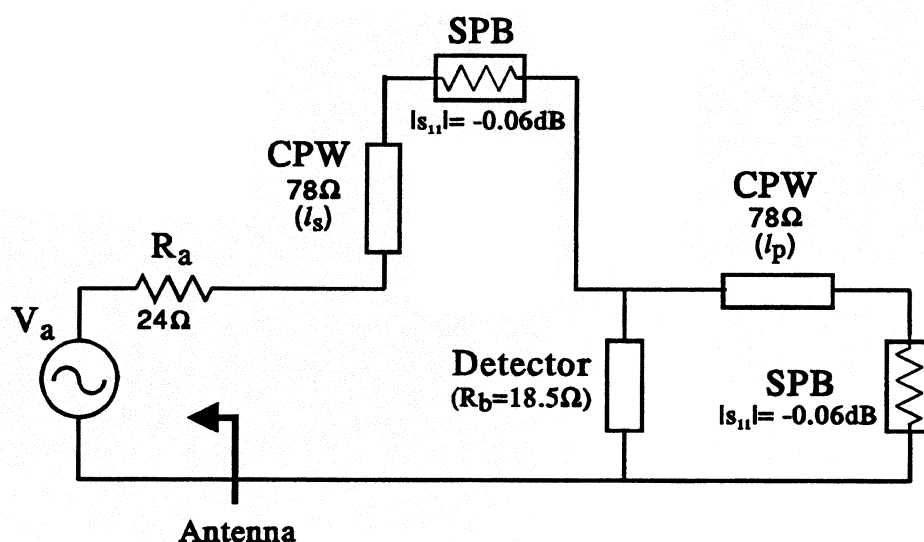 SPB
|s₁₁|= -0.06dB
CPW
78Ω
(lₛ)
Rₐ
24Ω
Vₐ
CPW
78Ω
(lₚ)
Detector
(R_b=18.5Ω)
SPB
|s₁₁|= -0.06dB
Antenna